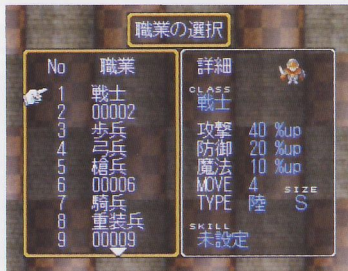 職業の選択
No 職業
1 戦士
2 00002
3 歩兵
4 弓兵
5 槍兵
6 00006
7 騎兵
8 重装兵
9 00009
詳細
CLASS
戦士
攻撃 40 %up
防御 20 %up
魔法 10 %up
MOVE 4
SIZE
TYPE 陸 S
SKILL
未設定